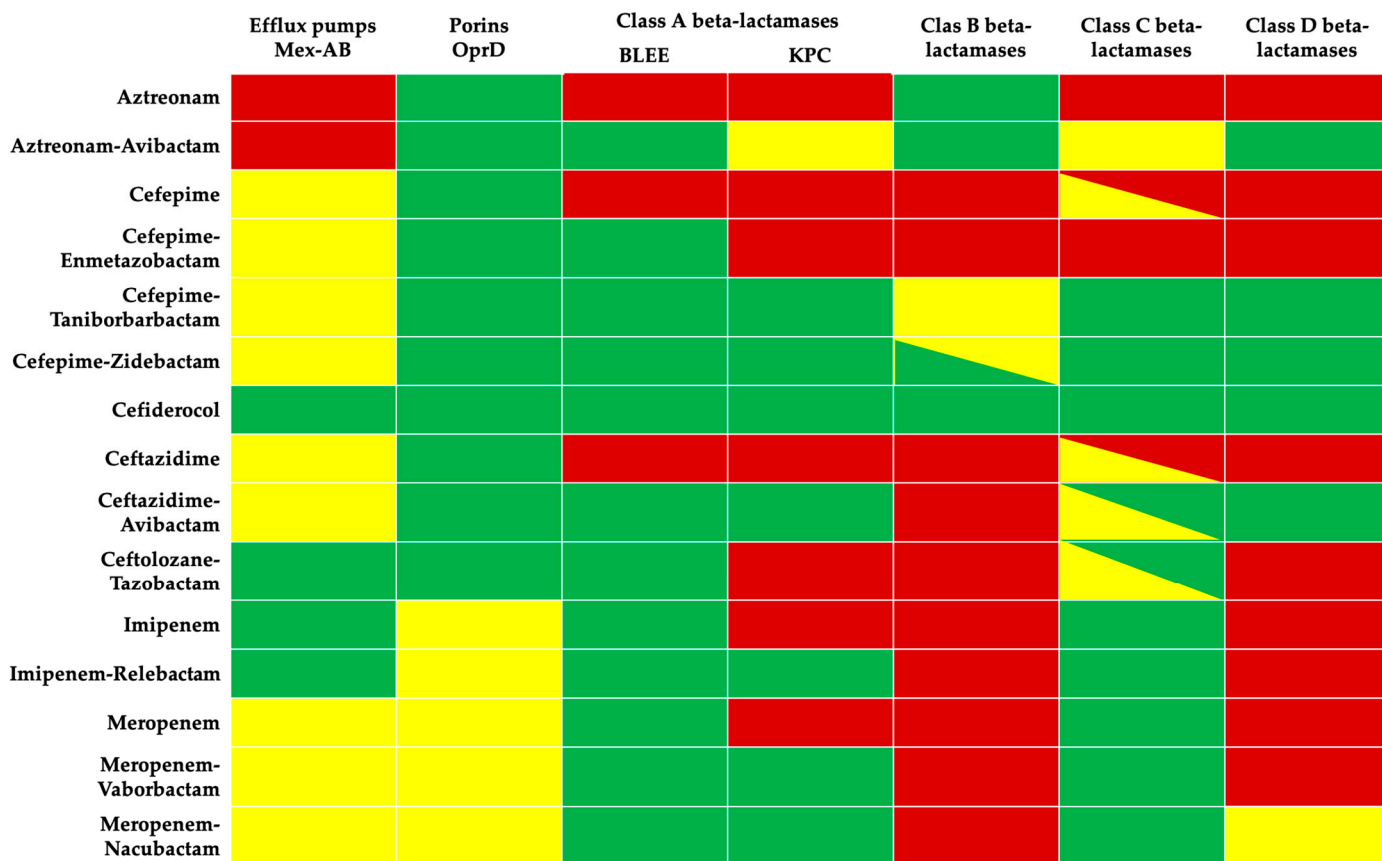 Efflux pumps
Mex-AB
Porins
OprD
Class A beta-lactamases
BLEE
KPC
Clas B beta-
lactamases
Class C beta-
lactamases
Class D beta-
lactamases
Aztreonam
Aztreonam-Avibactam
Cefepime
Cefepime-
Enmetazobactam
Cefepime-
Taniborbarbactam
Cefepime-Zidebactam
Cefiderocol
Ceftazidime
Ceftazidime-
Avibactam
Ceftolozane-
Tazobactam
Imipenem
Imipenem-Relebactam
Meropenem
Meropenem-
Vaborbactam
Meropenem-
Nacubactam